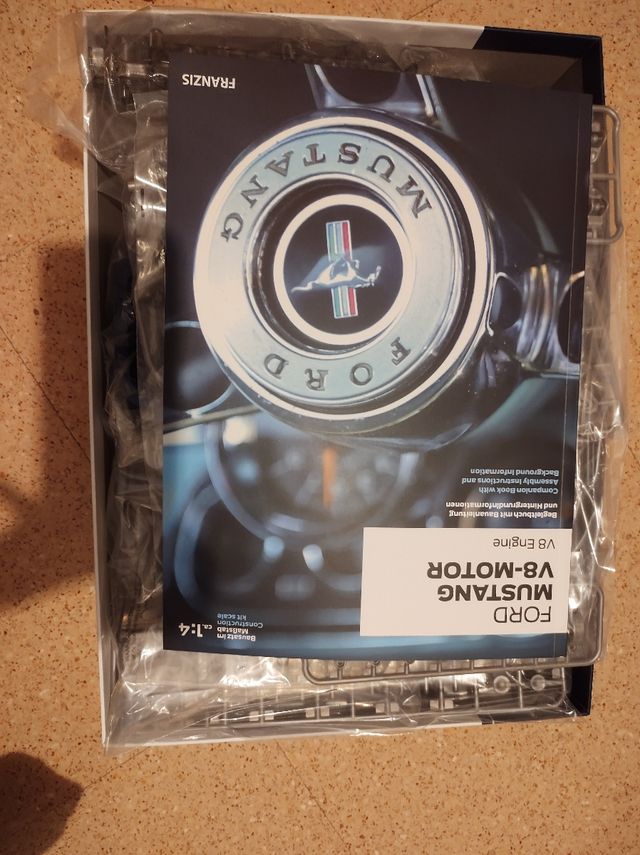 Bausatz im
Maßstab
Construction
kit scale
ca. 1:4
FORD
MUSTANG
V8-MOTOR
V8 Engine
Begleitbuch mit Bauanleitung
und Hintergrundinformationen
Companion Book with
Assembly Instructions and
Background Information
FORD
MUSTANG
FRANZIS